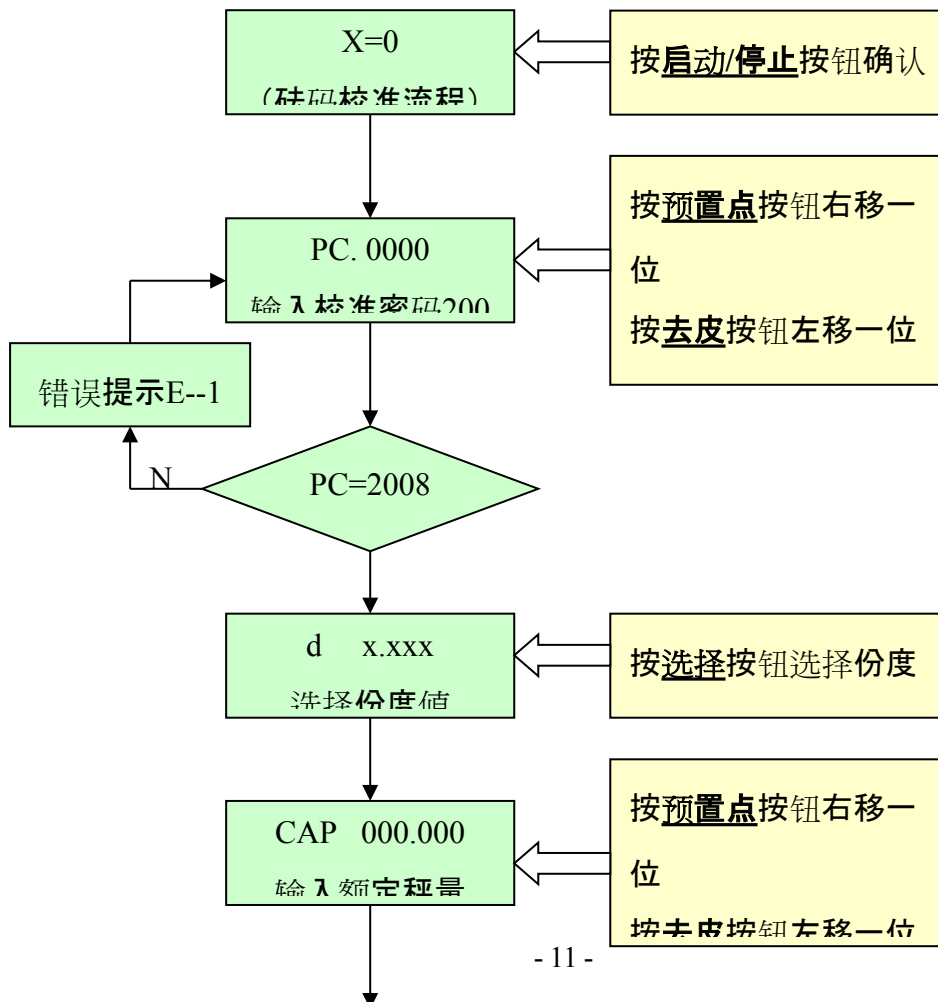 X=0
（砝码校准流程）
按启动/停止按钮确认
PC. 0000
输入校准密码200
按预置点按钮右移一
位
按去皮按钮左移一位
错误提示E--1
N
PC=2008
d x.xxx
选择份度值
按选择按钮选择份度
CAP 000.000
输入额定秤量
按预置点按钮右移一
位
按去皮按钮左移一位
- 11 -